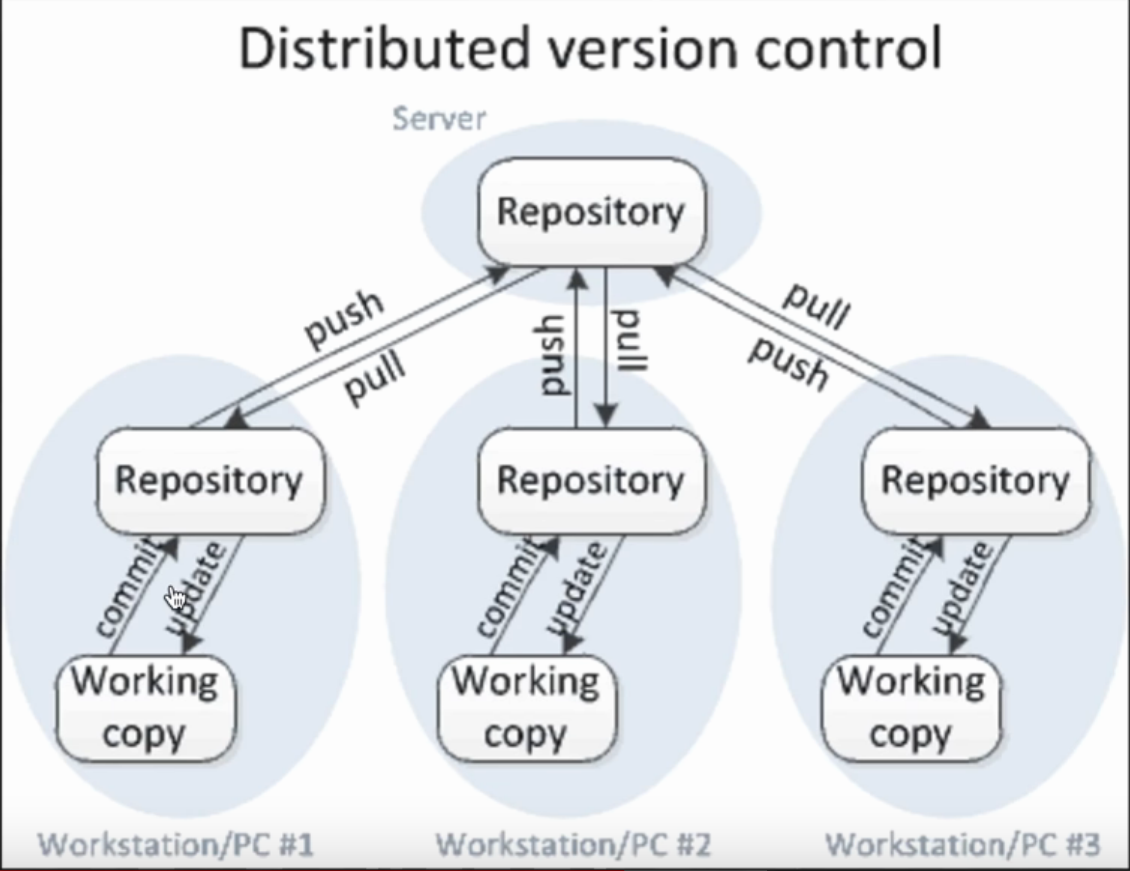 Distributed version control
Server
Repository
push
pull
push
pull
pull
push
Repository
Repository
Repository
commit
update
commit
update
commit
update
Working
copy
Working
copy
Working
copy
Workstation/PC #1
Workstation/PC #2
Workstation/PC #3